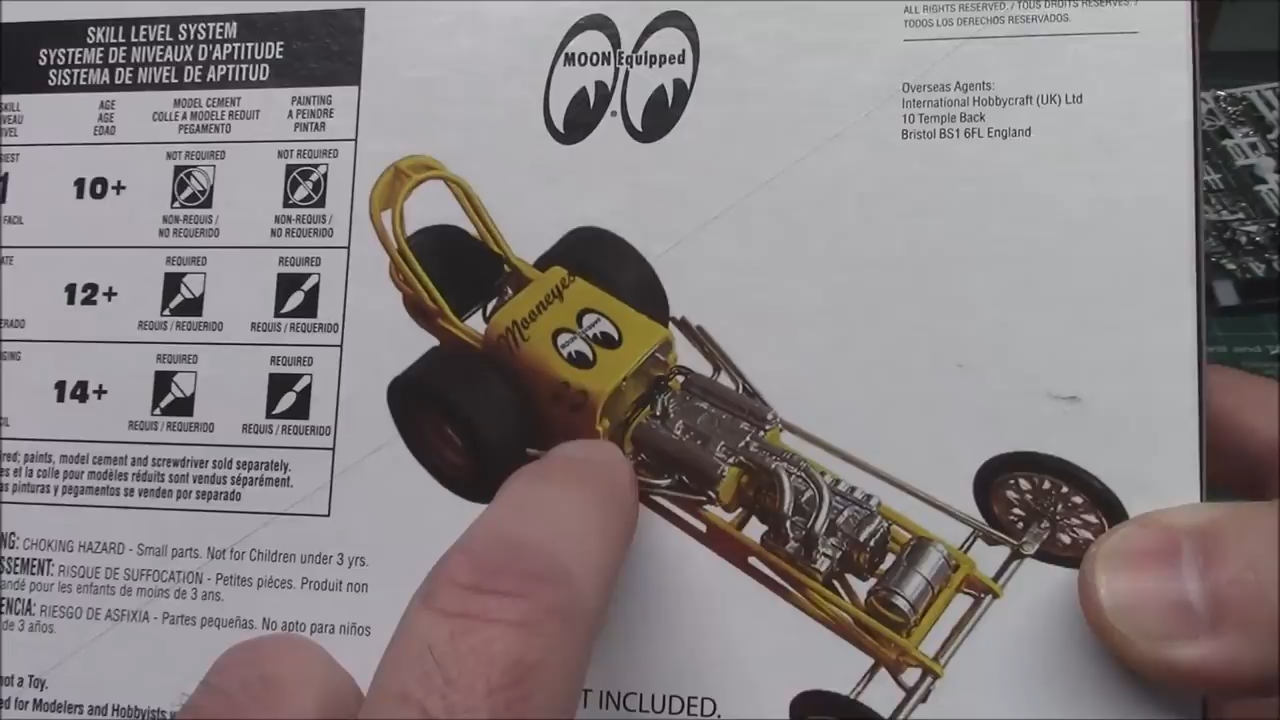 SKILL LEVEL SYSTEM
SYSTEME DE NIVEAUX D'APTITUDE
SISTEMA DE NIVEL DE APTITUD
AGE
AGE
EDAD
MODEL CEMENT
COLLE A MODELE REDUIT
PEGAMENTO
PAINTING
A PEINDRE
PINTAR
10+
NOT REQUIRED
NON-REQUIS /
NO REQUERIDO
NOT REQUIRED
NON-REQUIS /
NO REQUERIDO
FACIL
12+
REQUIRED
REQUIS / REQUERIDO
REQUIRED
REQUIS / REQUERIDO
14+
REQUIRED
REQUIS / REQUERIDO
REQUIRED
REQUIS / REQUERIDO
paints, model cement and screwdriver sold separately.
et la colle pour modèles réduits sont vendus séparément.
pinturas y pegamentos se venden por separado
CHOKING HAZARD - Small parts. Not for Children under 3 yrs.
RISQUE DE SUFFOCATION - Petites pièces. Produit non
pour les enfants de moins de 3 ans.
RIESGO DE ASFIXIA - Partes pequeñas. No apto para niños
de 3 años.
not a Toy.
for Modelers and Hobbyists
MOON Equipped
Mooneyes
MOON
ALL RIGHTS RESERVED. / TOUS DROITS RESERVES. /
TODOS LOS DERECHOS RESERVADOS.
Overseas Agents:
International Hobbycraft (UK) Ltd
10 Temple Back
Bristol BS1 6FL England
INCLUDED.